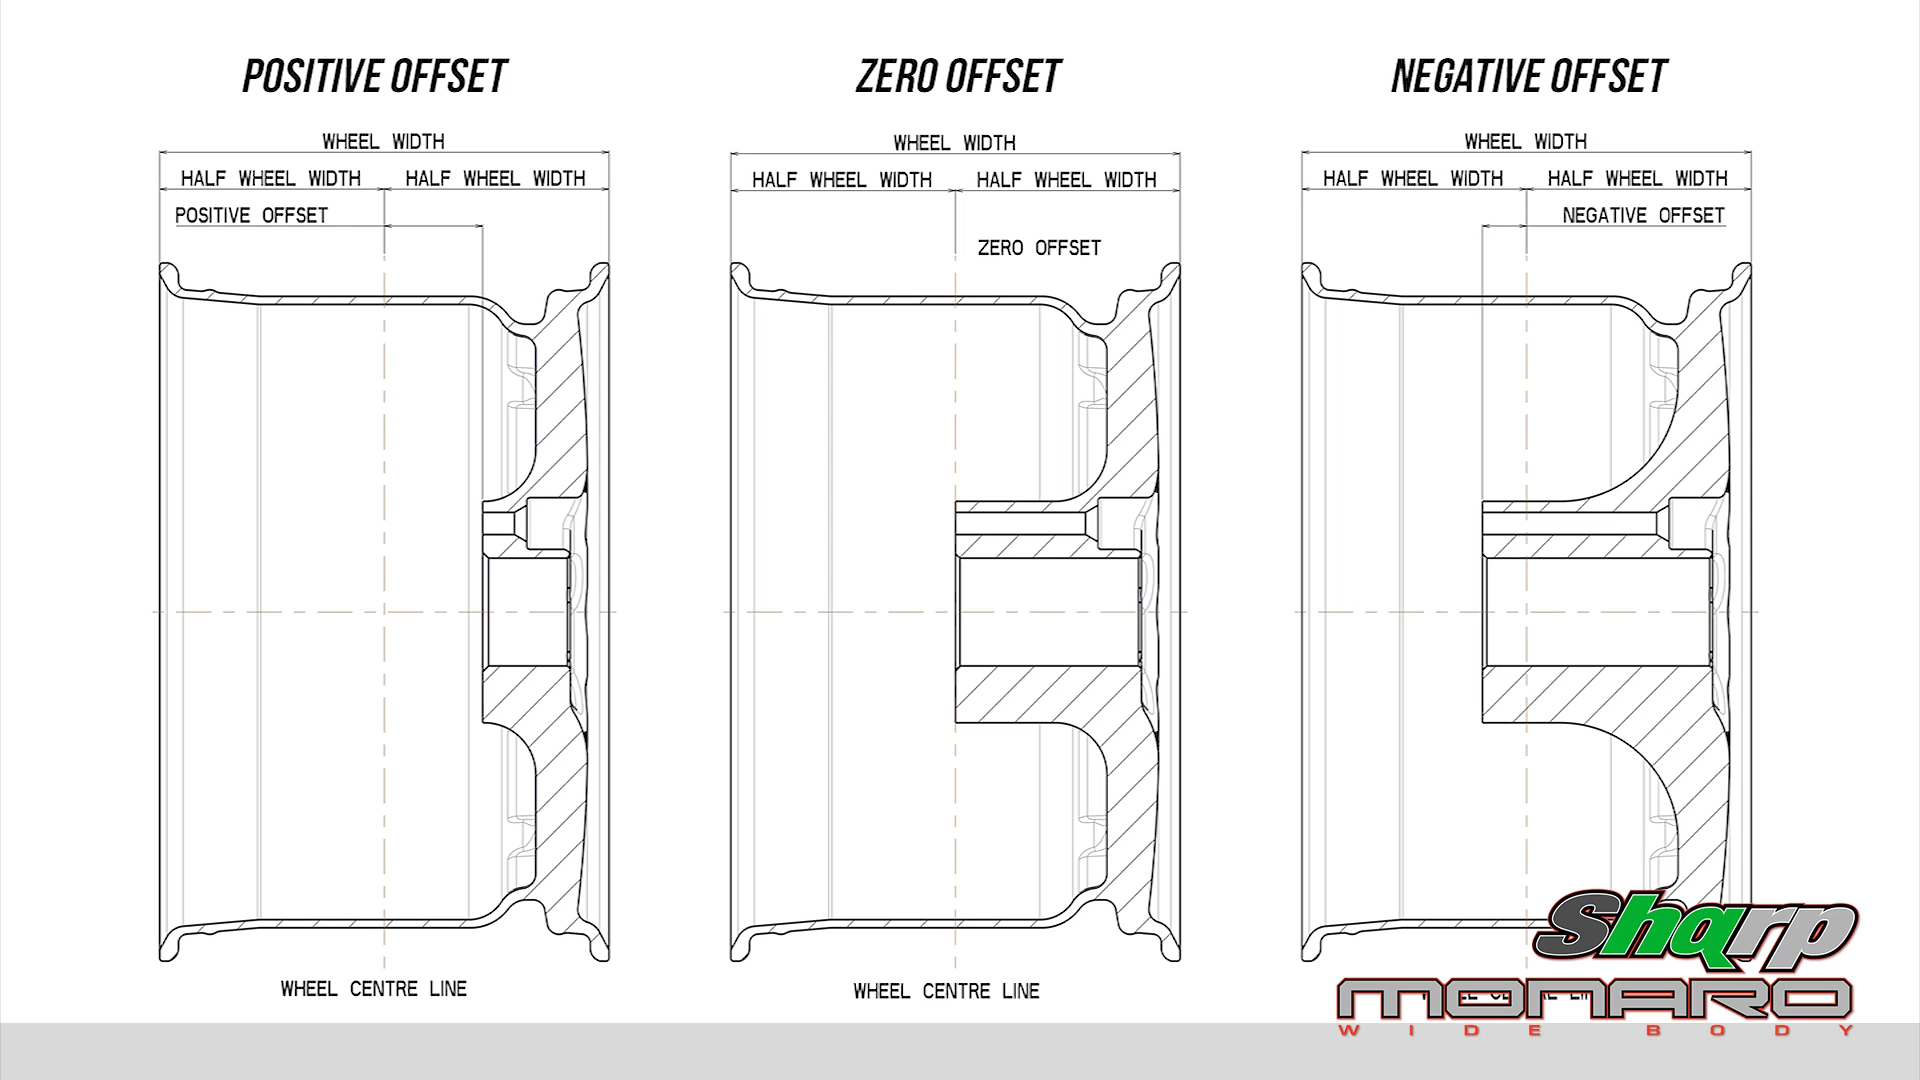 POSITIVE OFFSET
WHEEL WIDTH
HALF WHEEL WIDTH HALF WHEEL WIDTH
POSITIVE OFFSET
WHEEL CENTRE LINE
ZERO OFFSET
WHEEL WIDTH
HALF WHEEL WIDTH HALF WHEEL WIDTH
ZERO OFFSET
WHEEL CENTRE LINE
NEGATIVE OFFSET
WHEEL WIDTH
HALF WHEEL WIDTH HALF WHEEL WIDTH
NEGATIVE OFFSET
Sharp
MONARO
WIDE BODY